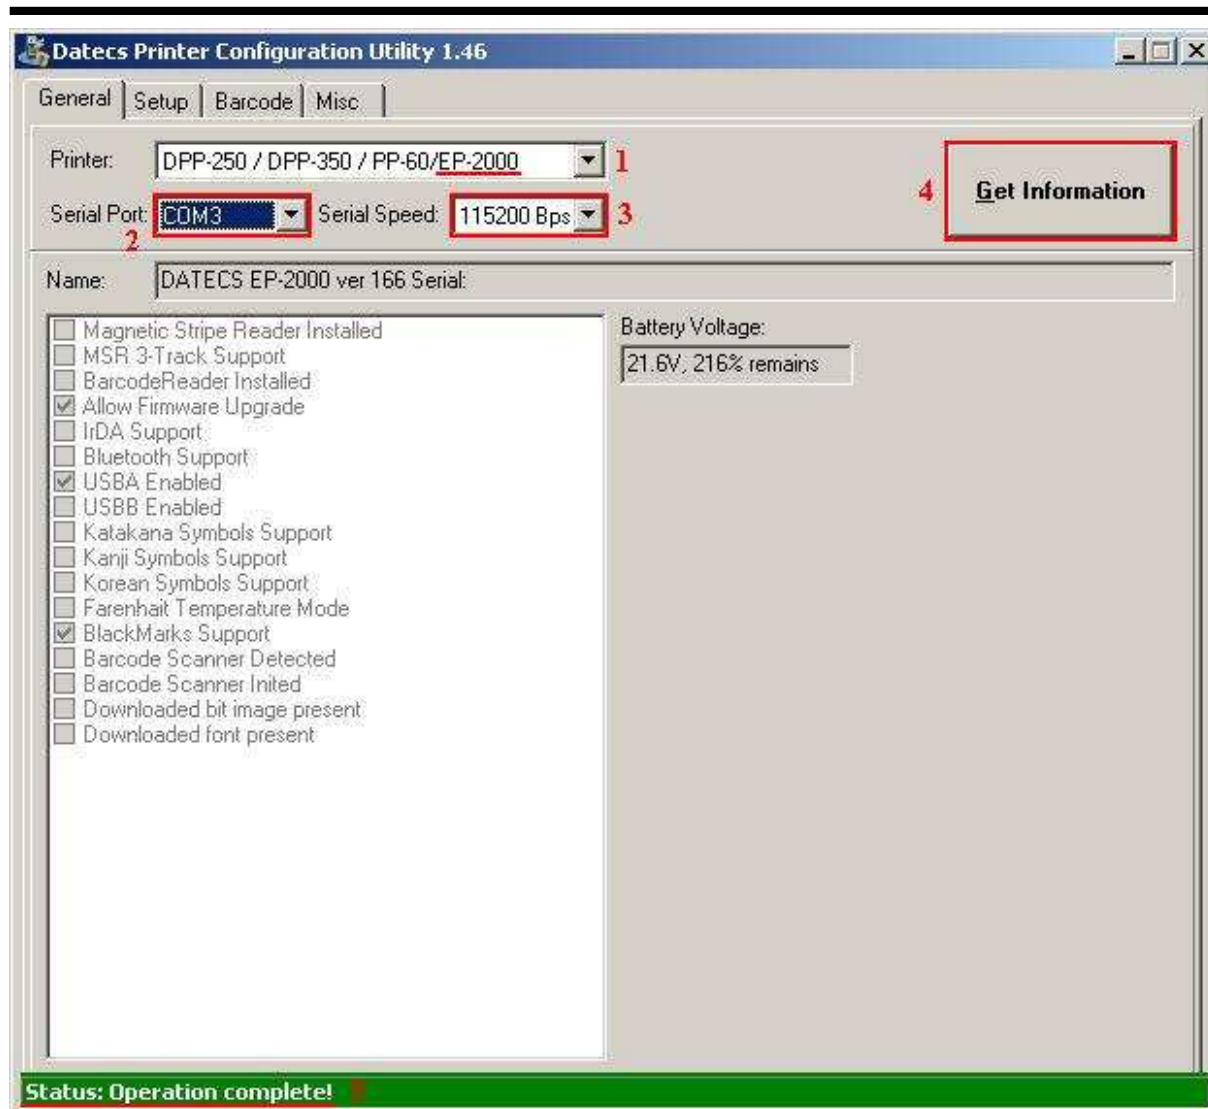 Datecs Printer Configuration Utility 1.46
General Setup Barcode Misc
Printer: DPP-250 / DPP-350 / PP-60/EP-2000 1
4 Get Information
Serial Port: COM3 Serial Speed: 115200 Bps 3
2
Name: DATECS EP-2000 ver 166 Serial:
Magnetic Stripe Reader Installed
MSR 3-Track Support
BarcodeReader Installed
Allow Firmware Upgrade
IrDA Support
Bluetooth Support
USBA Enabled
USBB Enabled
Katakana Symbols Support
Kanji Symbols Support
Korean Symbols Support
Farenhait Temperature Mode
BlackMarks Support
Barcode Scanner Detected
Barcode Scanner Inited
Downloaded bit image present
Downloaded font present
Battery Voltage:
21.6V, 216% remains
Status: Operation complete!